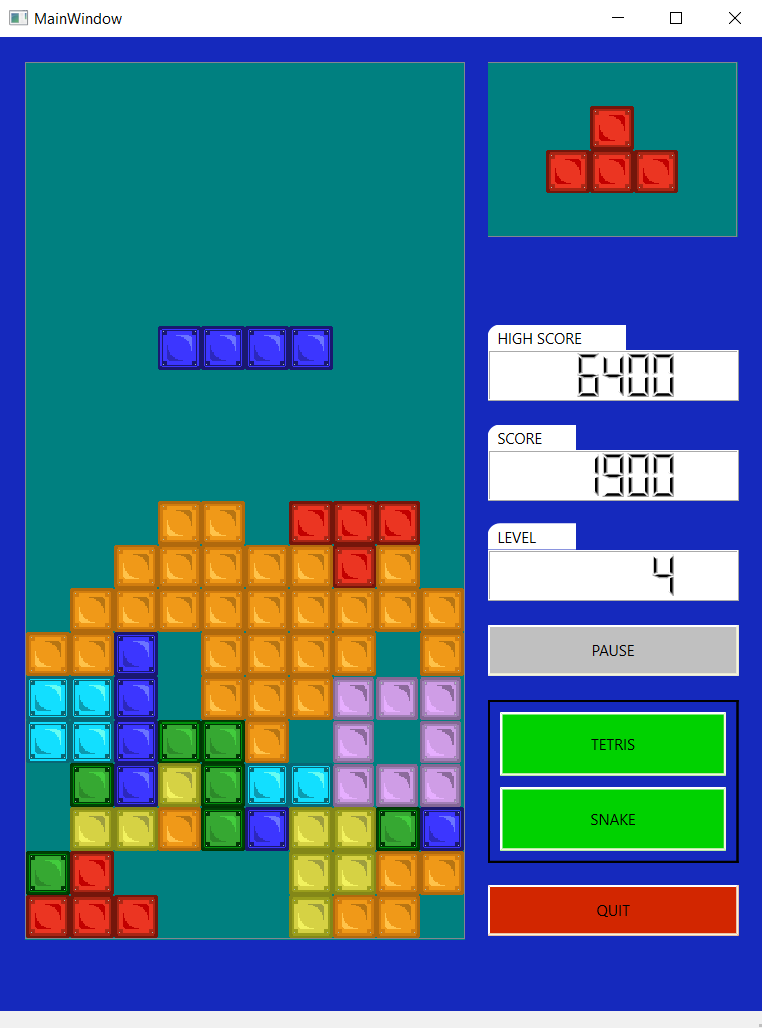 MainWindow
HIGH SCORE
6400
SCORE
1900
LEVEL
4
PAUSE
TETRIS
SNAKE
QUIT